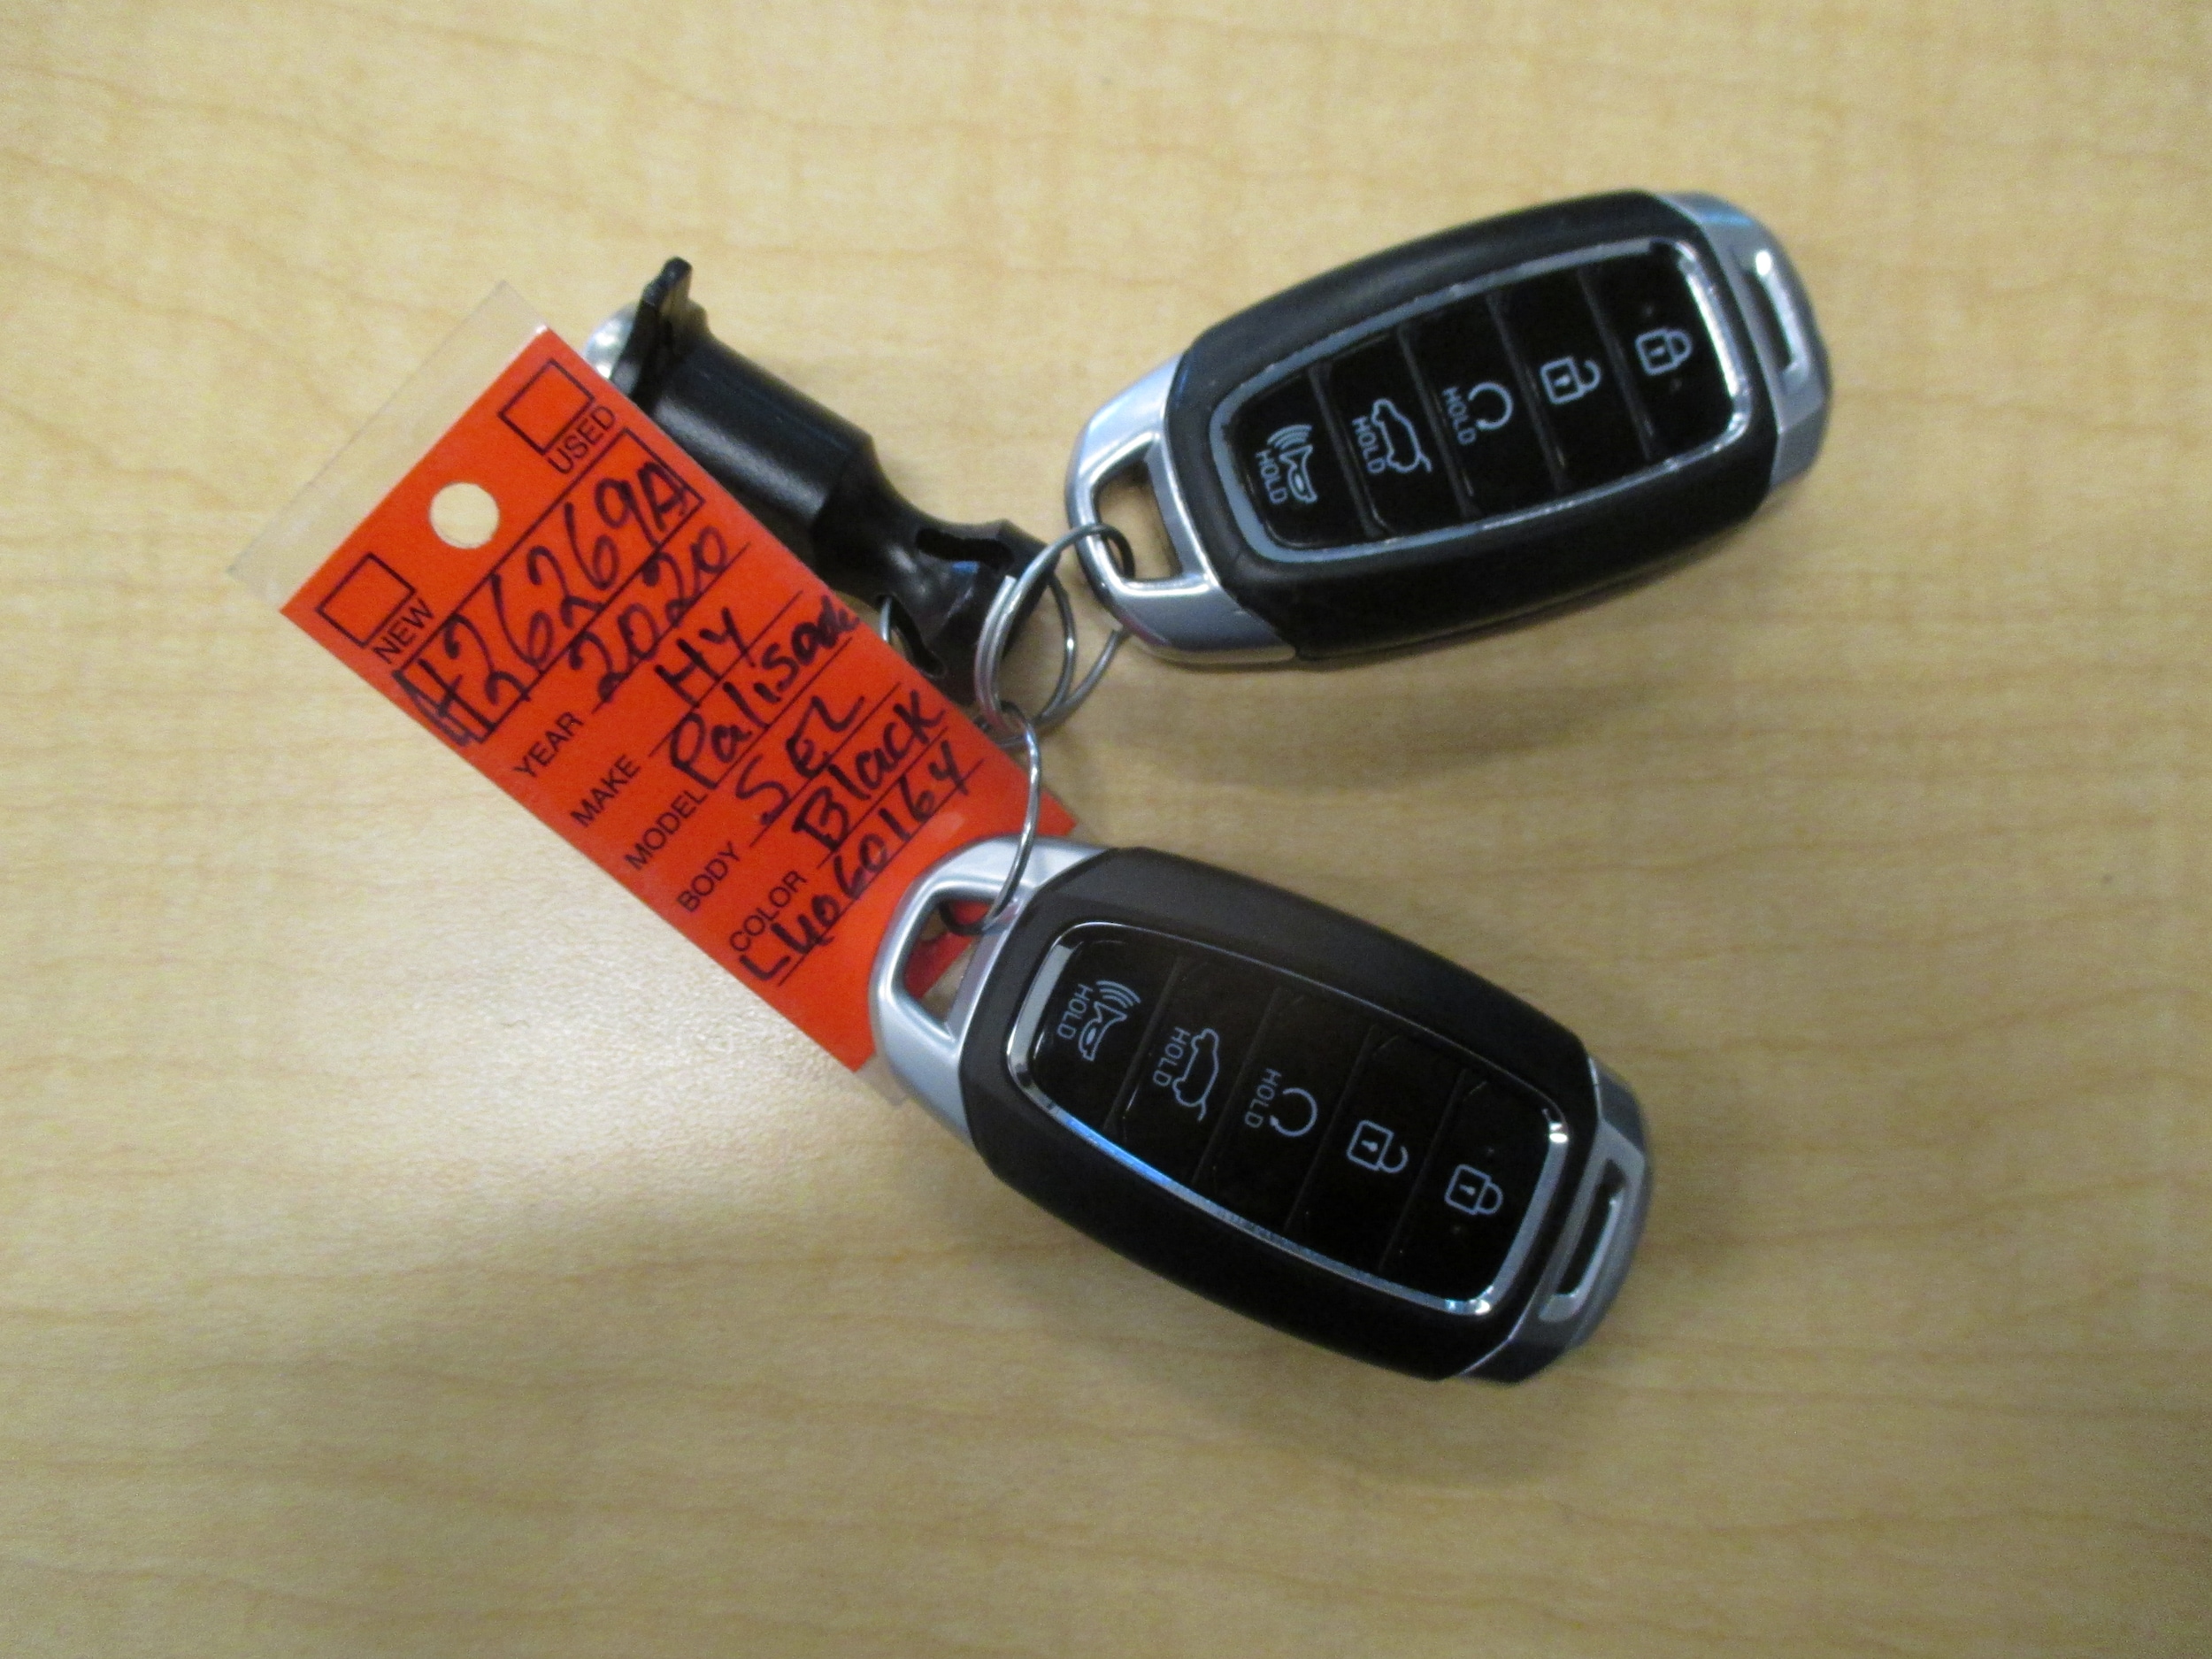 USED
NEW
H26269A
YEAR 2020
MAKE HY
MODEL Palisade
BODY SEL
COLOR Black
LU060164
HOLD
HOLD
HOLD
HOLD
HOLD
HOLD